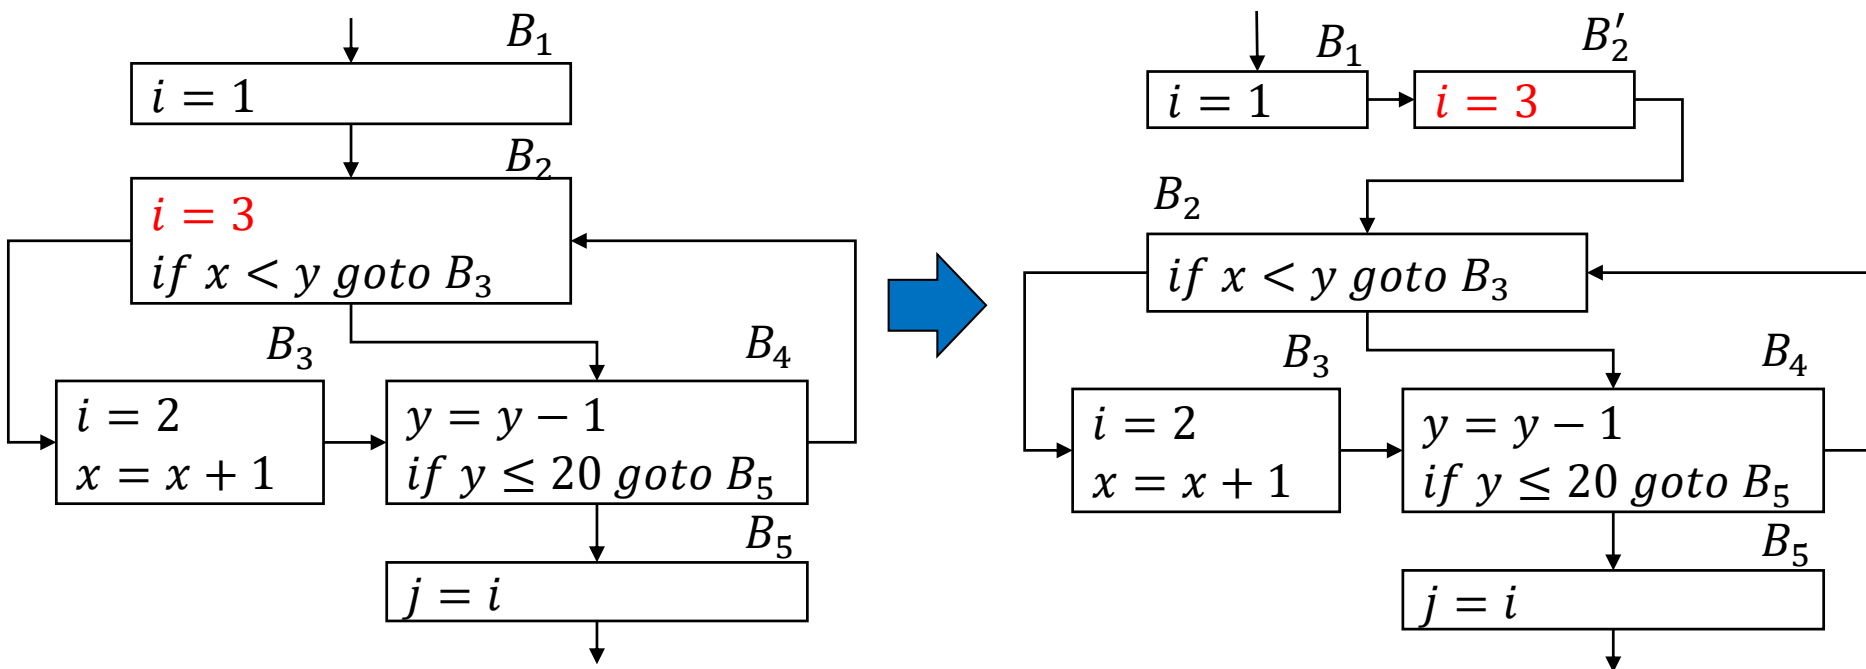 B₁
i = 1
B₂
i = 3
if x < y goto B₃
B₃
i = 2
x = x + 1
B₄
y = y − 1
if y ≤ 20 goto B₅
B₅
j = i
B₁
i = 1
B₂′
i = 3
B₂
if x < y goto B₃
B₃
i = 2
x = x + 1
B₄
y = y − 1
if y ≤ 20 goto B₅
B₅
j = i